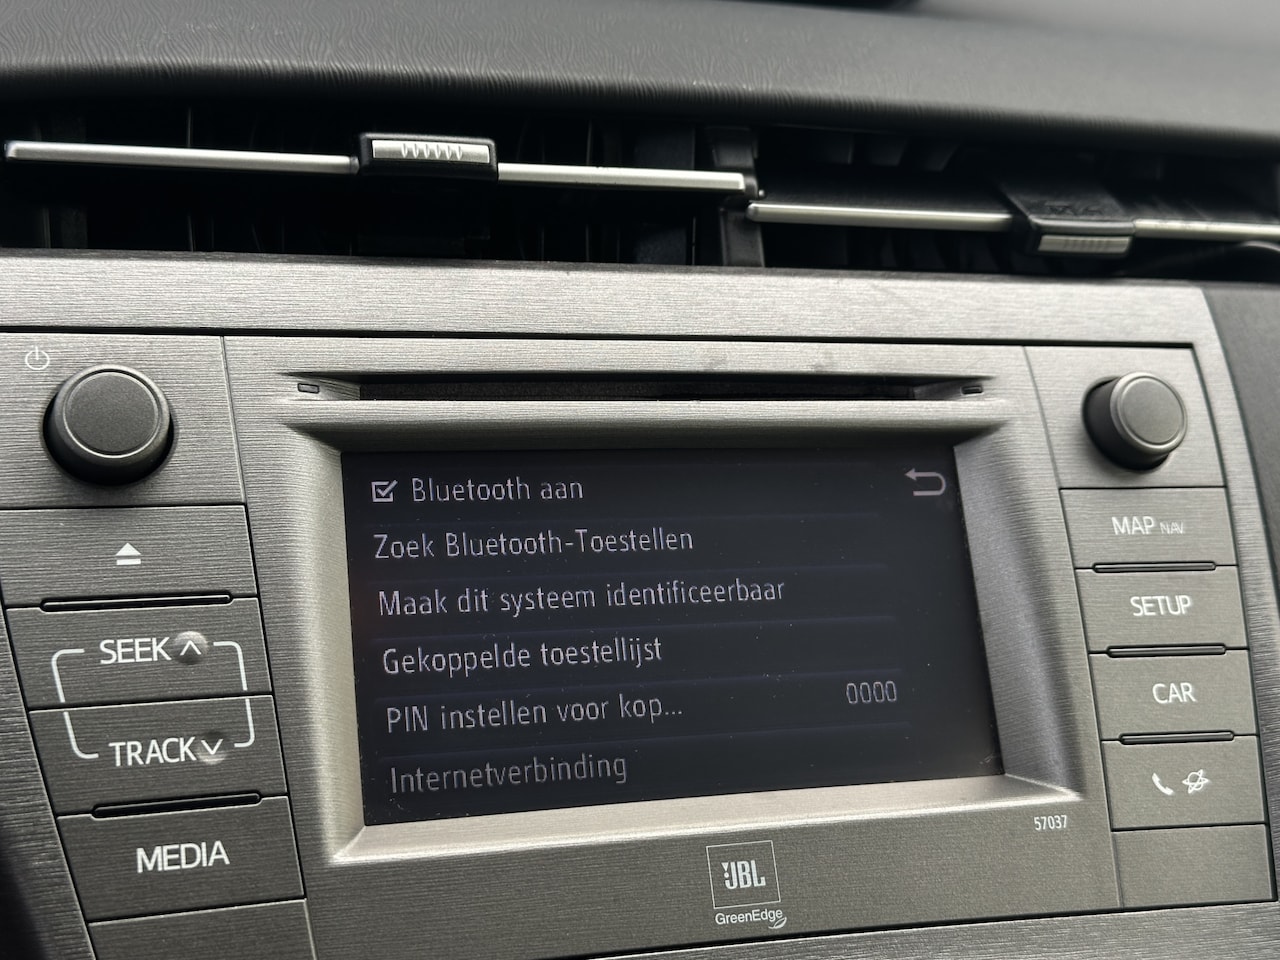 Bluetooth aan
Zoek Bluetooth-Toestellen
Maak dit systeem identificeerbaar
Gekoppelde toestellijst
PIN instellen voor kop... 0000
Internetverbinding
SEEK
TRACK
MEDIA
MAP NAV
SETUP
CAR
57037
JBL
GreenEdge